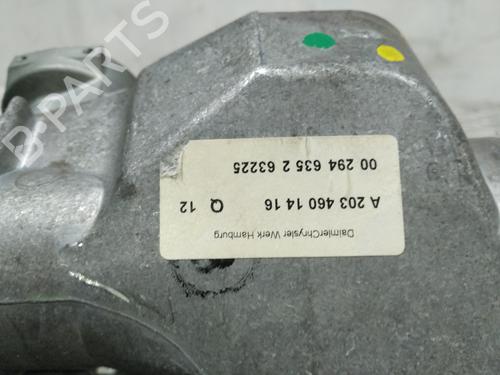 B-PARTS
DaimlerChrysler Werk Hamburg
A 203 460 14 16 Q 12
00 294 635 2 63225